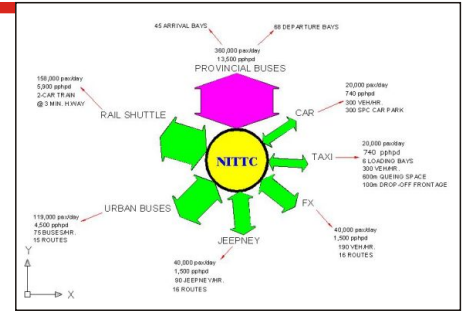 45 ARRIVAL BAYS
66 DEPARTURE BAYS
360,000 pax/day
13,500 pphpd
PROVINCIAL BUSES
158,000 pax/day
5,900 pphpd
2-CAR TRAIN
@ 3 MIN. H.WAY
RAIL SHUTTLE
20,000 pax/day
740 pphpd
300 VEH/HR.
300 SPC CAR PARK
CAR
NITTC
TAXI
20,000 pax/day
740 pphpd
6 LOADING BAYS
300 VEH/HR.
600m QUEING SPACE
100m DROP-OFF FRONTAGE
URBAN BUSES
119,000 pax/day
4,500 pphpd
75 BUSES/HR.
15 ROUTES
FX
40,000 pax/day
1,500 pphpd
190 VEH/HR.
16 ROUTES
JEEPNEY
40,000 pax/day
1,500 pphpd
90 JEEPNEY/HR.
16 ROUTES
Y
X